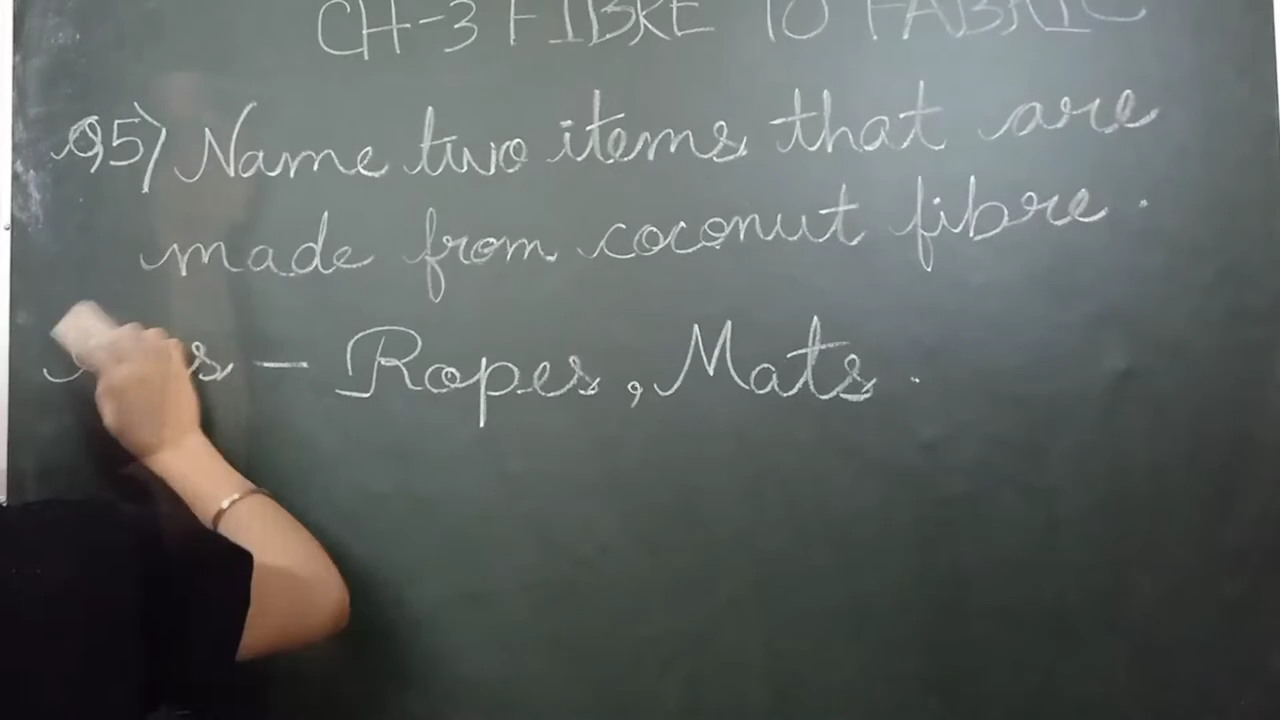 CH-3 FIBRE TO FABRIC
Q5) Name two items that are
made from coconut fibre.
s - Ropes, Mats.